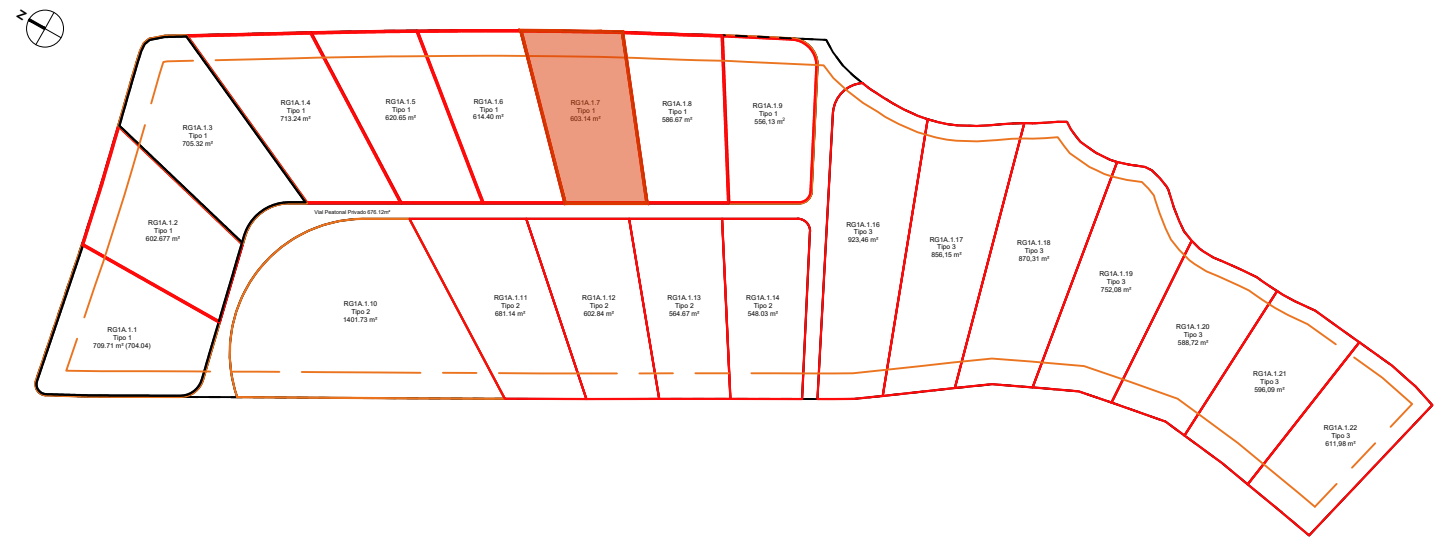 N
RG1A.1.4
Tipo 1
713.24 m²
RG1A.1.5
Tipo 1
620.65 m²
RG1A.1.6
Tipo 1
614.40 m²
RG1A.1.7
Tipo 1
603.14 m²
RG1A.1.8
Tipo 1
586.67 m²
RG1A.1.9
Tipo 1
556,13 m²
RG1A.1.3
Tipo 1
705.32 m²
RG1A.1.2
Tipo 1
602.677 m²
RG1A.1.1
Tipo 1
709.71 m² (704.04)
Vial Peatonal Privado 676.12m²
RG1A.1.10
Tipo 2
1401.73 m²
RG1A.1.11
Tipo 2
681.14 m²
RG1A.1.12
Tipo 2
602.84 m²
RG1A.1.13
Tipo 2
564.67 m²
RG1A.1.14
Tipo 2
548.03 m²
RG1A.1.16
Tipo 3
923,46 m²
RG1A.1.17
Tipo 3
856,15 m²
RG1A.1.18
Tipo 3
870,31 m²
RG1A.1.19
Tipo 3
752,08 m²
RG1A.1.20
Tipo 3
588,72 m²
RG1A.1.21
Tipo 3
596,09 m²
RG1A.1.22
Tipo 3
611,98 m²